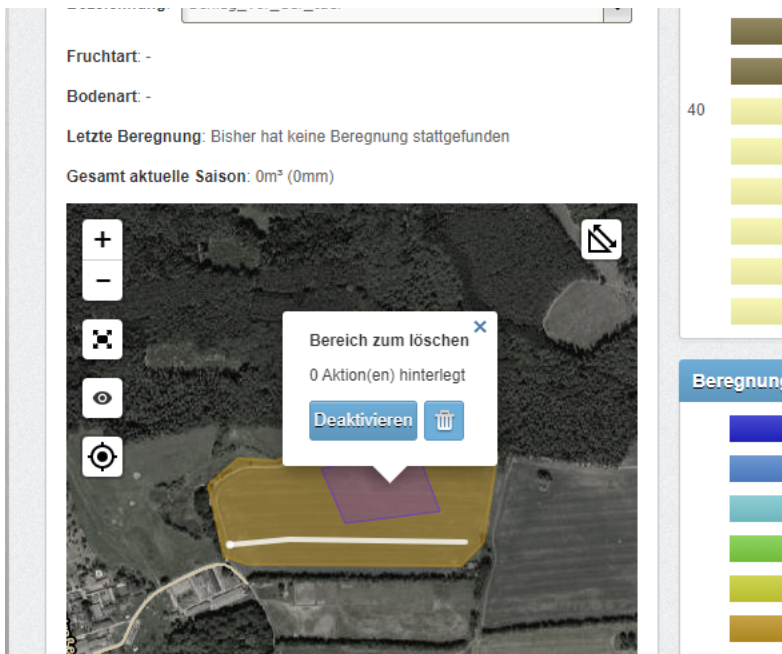 Fruchtart: -
Bodenart: -
Letzte Beregnung: Bisher hat keine Beregnung stattgefunden
Gesamt aktuelle Saison: 0m³ (0mm)
40
+
−
Bereich zum löschen ×
0 Aktion(en) hinterlegt
Deaktivieren